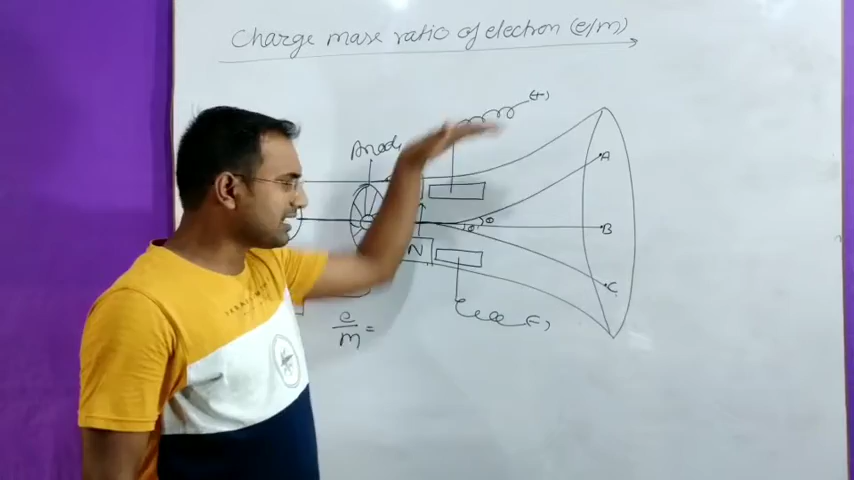 Charge mass ratio of electron (e/m)
(+)
Anode
A
θ
θ
B
N
C
(-)
e/m =